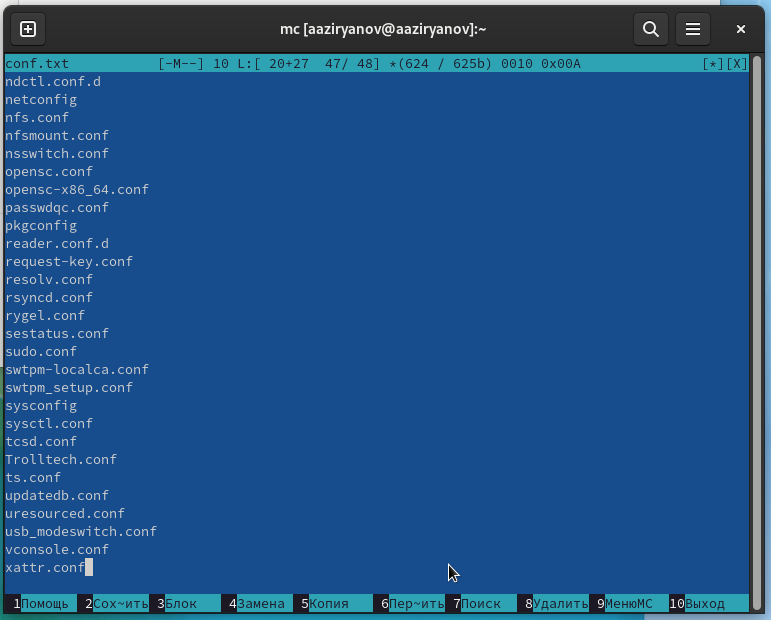 mc [aaziryanov@aaziryanov]:~
conf.txt [-M--] 10 L:[ 20+27 47/ 48] *(624 / 625b) 0010 0x00A [*][X]
ndctl.conf.d
netconfig
nfs.conf
nfsmount.conf
nsswitch.conf
opensc.conf
opensc-x86_64.conf
passwdqc.conf
pkgconfig
reader.conf.d
request-key.conf
resolv.conf
rsyncd.conf
rygel.conf
sestatus.conf
sudo.conf
swtpm-localca.conf
swtpm_setup.conf
sysconfig
sysctl.conf
tcsd.conf
Trolltech.conf
ts.conf
updatedb.conf
uresourced.conf
usb_modeswitch.conf
vconsole.conf
xattr.conf
1Помощь 2Сох~ить 3Блок 4Замена 5Копия 6Пер~ить 7Поиск 8Удалить 9МенюMC 10Выход